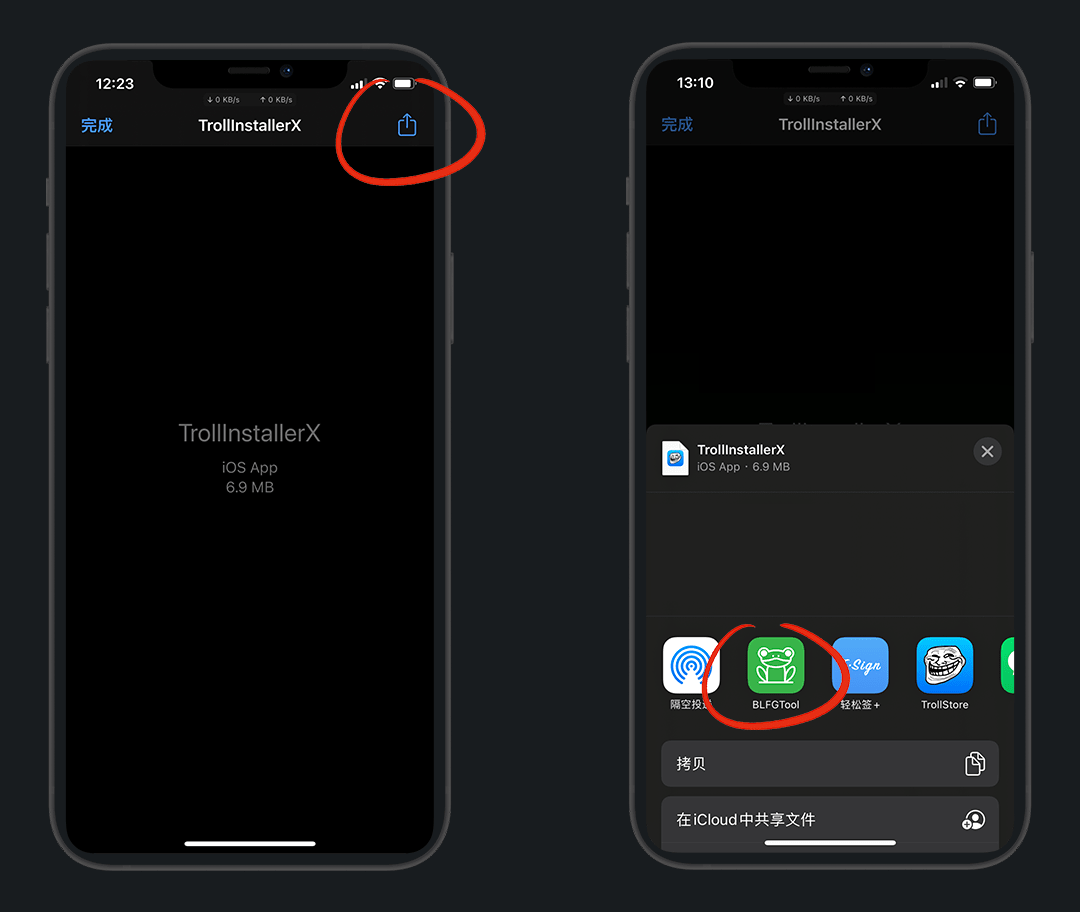 12:23
↓ 0 KB/s ↑ 0 KB/s
完成 TrollInstallerX
TrollInstallerX
iOS App
6.9 MB
13:10
↓ 0 KB/s ↑ 0 KB/s
完成 TrollInstallerX
TrollInstallerX
iOS App · 6.9 MB
隔空投送 BLFGTool 轻松签+ TrollStore
拷贝
在iCloud中共享文件